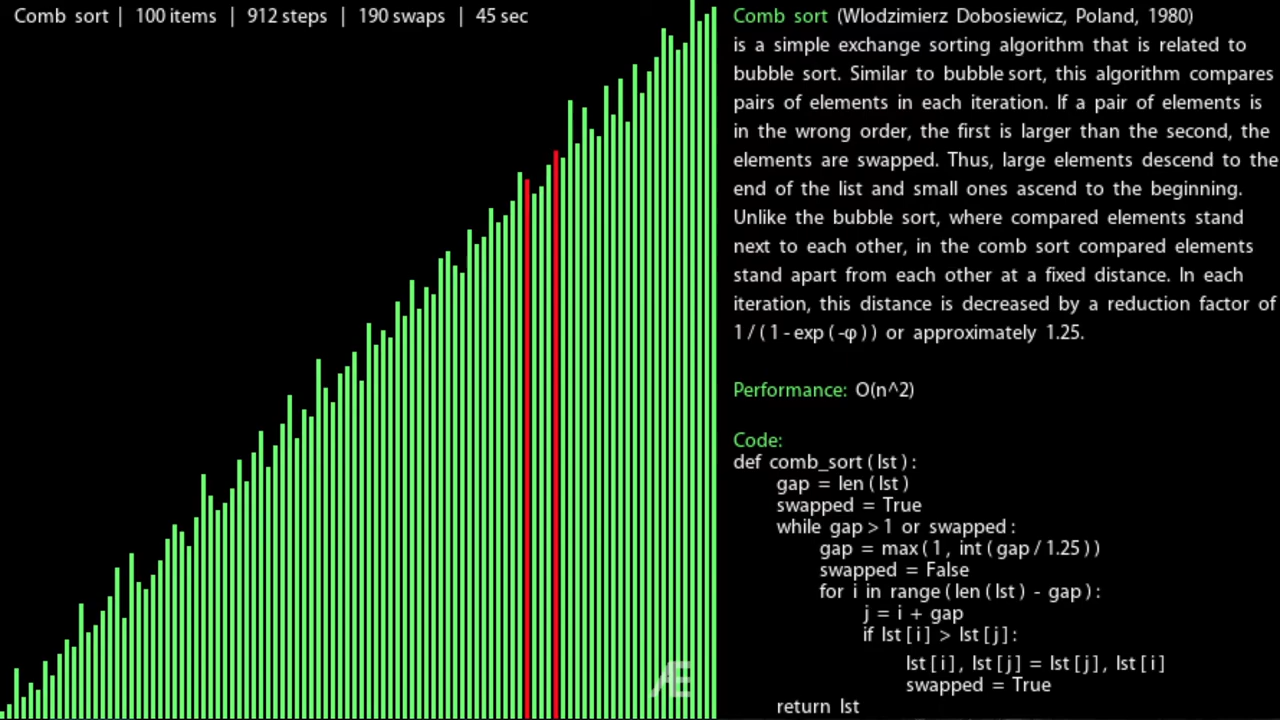 Comb sort | 100 items | 912 steps | 190 swaps | 45 sec
Comb sort (Wlodzimierz Dobosiewicz, Poland, 1980)
is a simple exchange sorting algorithm that is related to
bubble sort. Similar to bubble sort, this algorithm compares
pairs of elements in each iteration. If a pair of elements is
in the wrong order, the first is larger than the second, the
elements are swapped. Thus, large elements descend to the
end of the list and small ones ascend to the beginning.
Unlike the bubble sort, where compared elements stand
next to each other, in the comb sort compared elements
stand apart from each other at a fixed distance. In each
iteration, this distance is decreased by a reduction factor of
1 / ( 1 - exp ( -φ ) ) or approximately 1.25.
Performance: O(n^2)
Code:
def comb_sort ( lst ) :
gap = len ( lst )
swapped = True
while gap > 1 or swapped :
gap = max ( 1 , int ( gap / 1.25 ) )
swapped = False
for i in range ( len ( lst ) - gap ) :
j = i + gap
if lst [ i ] > lst [ j ] :
lst [ i ] , lst [ j ] = lst [ j ] , lst [ i ]
swapped = True
return lst
Æ